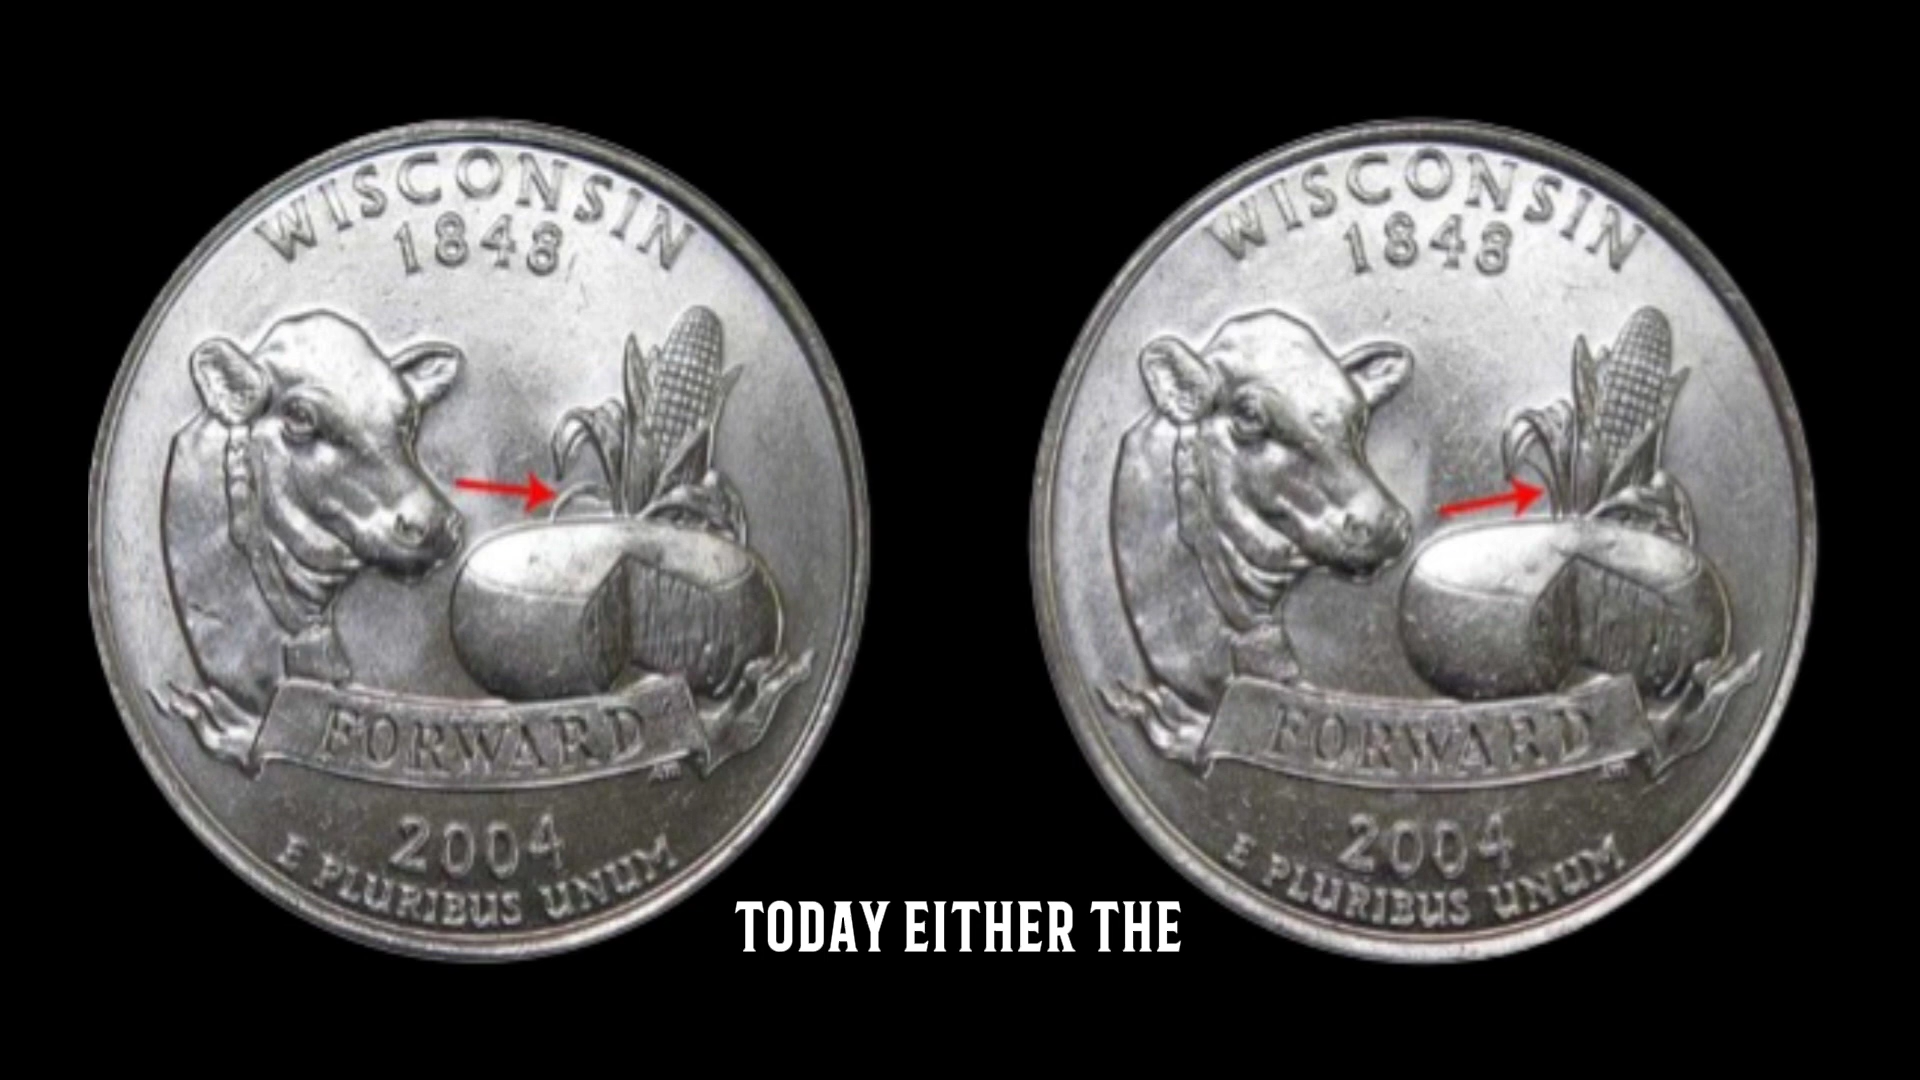 WISCONSIN
1848
FORWARD
2004
E PLURIBUS UNUM
WISCONSIN
1848
FORWARD
2004
E PLURIBUS UNUM
TODAY EITHER THE